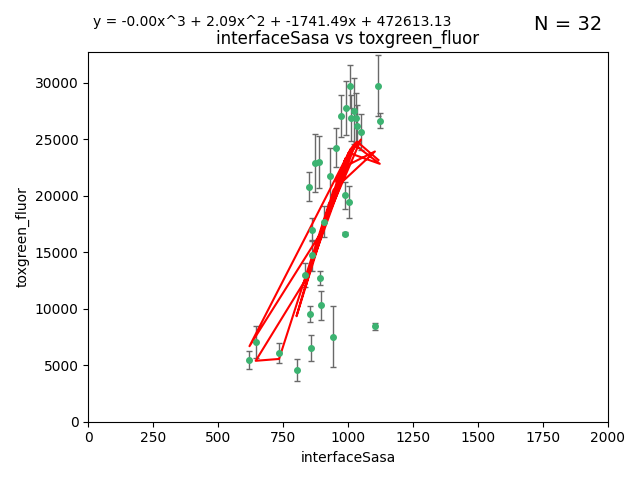 y = -0.00x^3 + 2.09x^2 + -1741.49x + 472613.13
N = 32
interfaceSasa vs toxgreen_fluor
30000
25000
20000
15000
10000
5000
0
toxgreen_fluor
0 250 500 750 1000 1250 1500 1750 2000
interfaceSasa